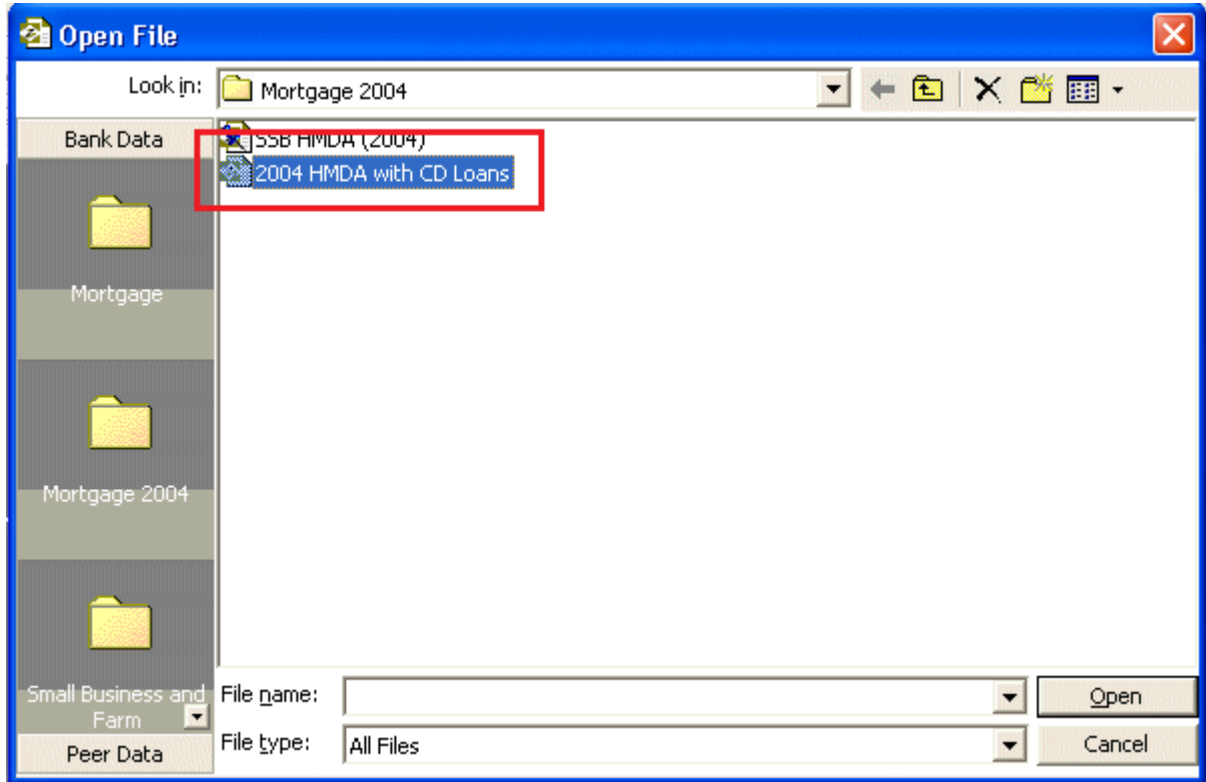 Open File
Look in: Mortgage 2004
Bank Data
SSB HMDA (2004)
2004 HMDA with CD Loans
Mortgage
Mortgage 2004
Small Business and
Farm
Peer Data
File name:
Open
File type: All Files
Cancel